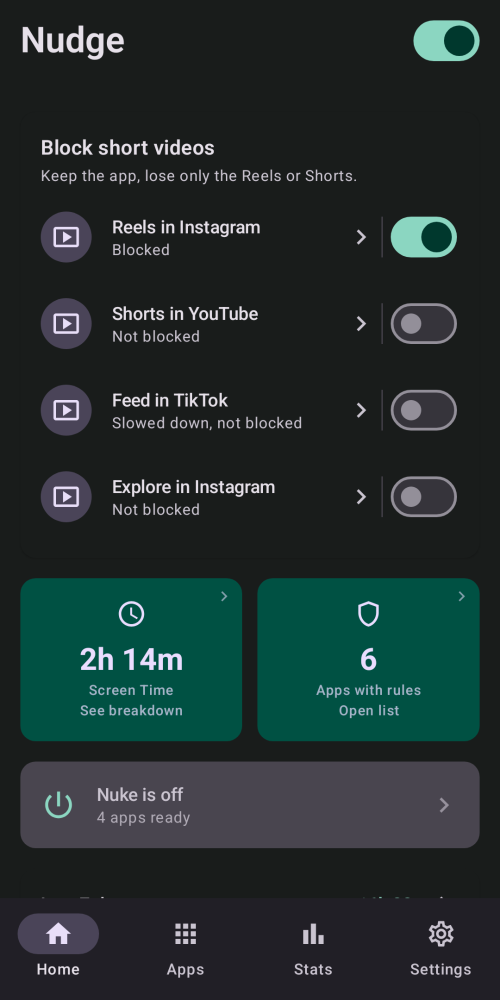 Nudge
Block short videos
Keep the app, lose only the Reels or Shorts.
Reels in Instagram
Blocked
Shorts in YouTube
Not blocked
Feed in TikTok
Slowed down, not blocked
Explore in Instagram
Not blocked
2h 14m
Screen Time
See breakdown
6
Apps with rules
Open list
Nuke is off
4 apps ready
Home
Apps
Stats
Settings